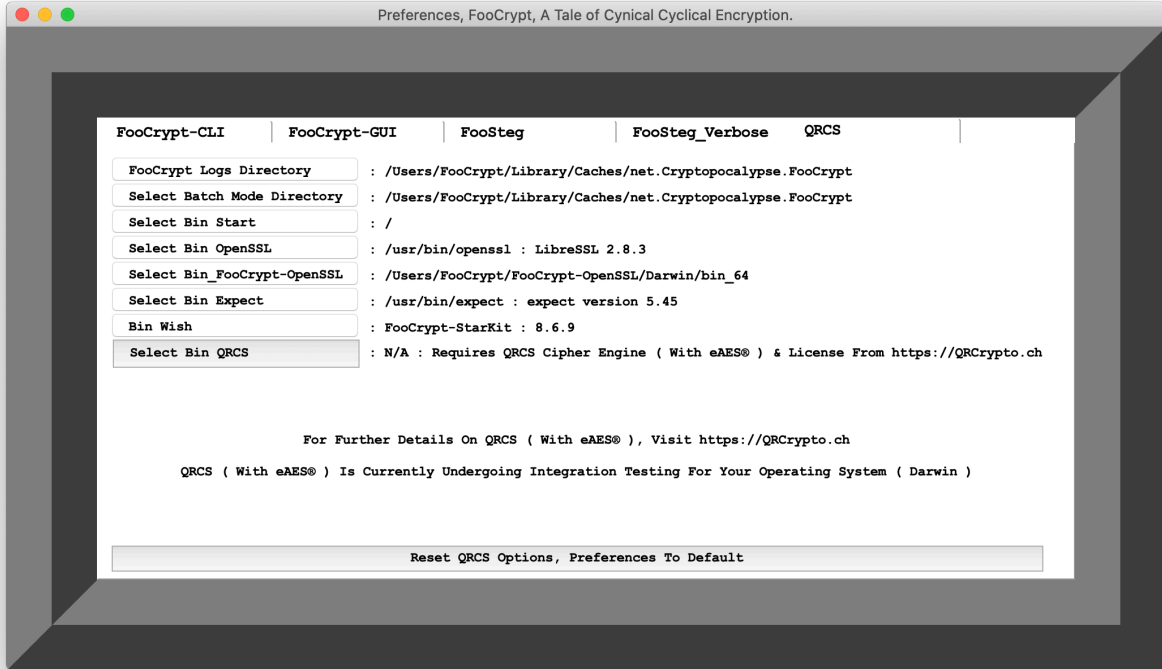 Preferences, FooCrypt, A Tale of Cynical Cyclical Encryption.
FooCrypt-CLI FooCrypt-GUI FooSteg FooSteg_Verbose QRCS
FooCrypt Logs Directory : /Users/FooCrypt/Library/Caches/net.Cryptopocalypse.FooCrypt
Select Batch Mode Directory : /Users/FooCrypt/Library/Caches/net.Cryptopocalypse.FooCrypt
Select Bin Start : /
Select Bin OpenSSL : /usr/bin/openssl : LibreSSL 2.8.3
Select Bin_FooCrypt-OpenSSL : /Users/FooCrypt/FooCrypt-OpenSSL/Darwin/bin_64
Select Bin Expect : /usr/bin/expect : expect version 5.45
Bin Wish : FooCrypt-StarKit : 8.6.9
Select Bin QRCS : N/A : Requires QRCS Cipher Engine ( With eAES® ) & License From https://QRCrypto.ch
For Further Details On QRCS ( With eAES® ), Visit https://QRCrypto.ch
QRCS ( With eAES® ) Is Currently Undergoing Integration Testing For Your Operating System ( Darwin )
Reset QRCS Options, Preferences To Default